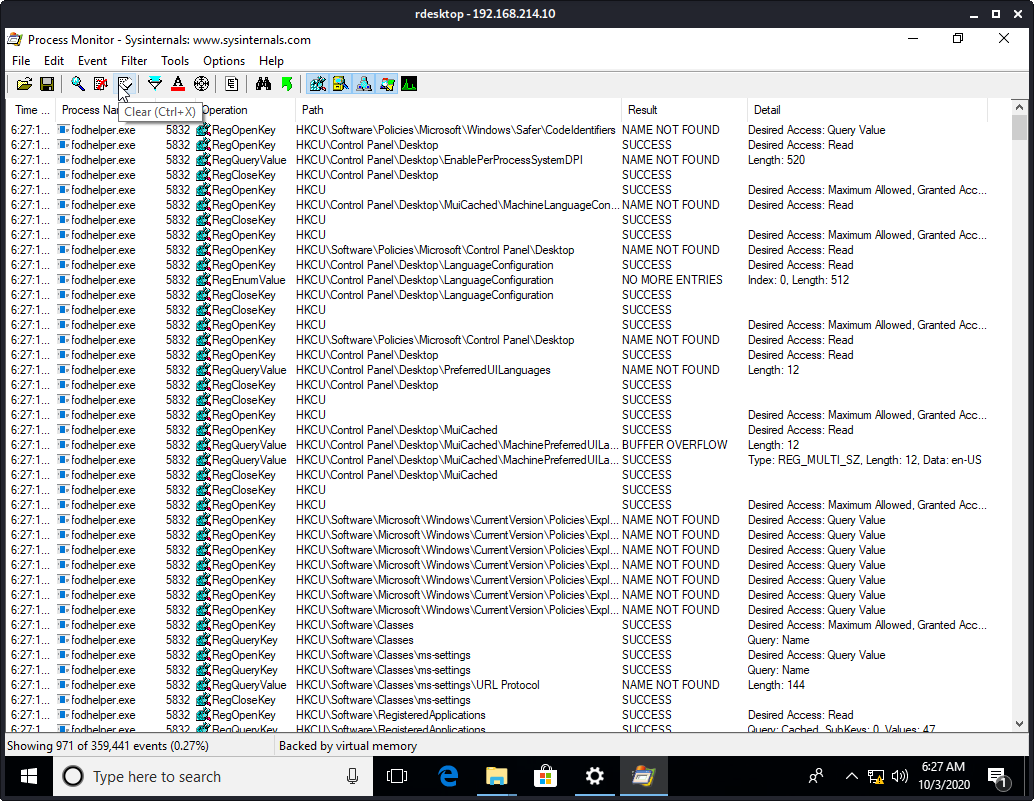 rdesktop - 192.168.214.10
Process Monitor - Sysinternals: www.sysinternals.com
File Edit Event Filter Tools Options Help
Time ... Process Na Operation Path Result Detail
Clear (Ctrl+X)
6:27:1... fodhelper.exe 5832 RegOpenKey HKCU\Software\Policies\Microsoft\Windows\Safer\CodeIdentifiers NAME NOT FOUND Desired Access: Query Value
6:27:1... fodhelper.exe 5832 RegOpenKey HKCU\Control Panel\Desktop SUCCESS Desired Access: Read
6:27:1... fodhelper.exe 5832 RegQueryValue HKCU\Control Panel\Desktop\EnablePerProcessSystemDPI NAME NOT FOUND Length: 520
6:27:1... fodhelper.exe 5832 RegCloseKey HKCU\Control Panel\Desktop SUCCESS
6:27:1... fodhelper.exe 5832 RegOpenKey HKCU SUCCESS Desired Access: Maximum Allowed, Granted Acc...
6:27:1... fodhelper.exe 5832 RegOpenKey HKCU\Control Panel\Desktop\MuiCached\MachineLanguageCon... NAME NOT FOUND Desired Access: Read
6:27:1... fodhelper.exe 5832 RegCloseKey HKCU SUCCESS
6:27:1... fodhelper.exe 5832 RegOpenKey HKCU SUCCESS Desired Access: Maximum Allowed, Granted Acc...
6:27:1... fodhelper.exe 5832 RegOpenKey HKCU\Software\Policies\Microsoft\Control Panel\Desktop NAME NOT FOUND Desired Access: Read
6:27:1... fodhelper.exe 5832 RegOpenKey HKCU\Control Panel\Desktop\LanguageConfiguration SUCCESS Desired Access: Read
6:27:1... fodhelper.exe 5832 RegEnumValue HKCU\Control Panel\Desktop\LanguageConfiguration NO MORE ENTRIES Index: 0, Length: 512
6:27:1... fodhelper.exe 5832 RegCloseKey HKCU\Control Panel\Desktop\LanguageConfiguration SUCCESS
6:27:1... fodhelper.exe 5832 RegCloseKey HKCU SUCCESS
6:27:1... fodhelper.exe 5832 RegOpenKey HKCU SUCCESS Desired Access: Maximum Allowed, Granted Acc...
6:27:1... fodhelper.exe 5832 RegOpenKey HKCU\Software\Policies\Microsoft\Control Panel\Desktop NAME NOT FOUND Desired Access: Read
6:27:1... fodhelper.exe 5832 RegOpenKey HKCU\Control Panel\Desktop SUCCESS Desired Access: Read
6:27:1... fodhelper.exe 5832 RegQueryValue HKCU\Control Panel\Desktop\PreferredUILanguages NAME NOT FOUND Length: 12
6:27:1... fodhelper.exe 5832 RegCloseKey HKCU\Control Panel\Desktop SUCCESS
6:27:1... fodhelper.exe 5832 RegCloseKey HKCU SUCCESS
6:27:1... fodhelper.exe 5832 RegOpenKey HKCU SUCCESS Desired Access: Maximum Allowed, Granted Acc...
6:27:1... fodhelper.exe 5832 RegOpenKey HKCU\Control Panel\Desktop\MuiCached SUCCESS Desired Access: Read
6:27:1... fodhelper.exe 5832 RegQueryValue HKCU\Control Panel\Desktop\MuiCached\MachinePreferredUILa... BUFFER OVERFLOW Length: 12
6:27:1... fodhelper.exe 5832 RegQueryValue HKCU\Control Panel\Desktop\MuiCached\MachinePreferredUILa... SUCCESS Type: REG_MULTI_SZ, Length: 12, Data: en-US
6:27:1... fodhelper.exe 5832 RegCloseKey HKCU\Control Panel\Desktop\MuiCached SUCCESS
6:27:1... fodhelper.exe 5832 RegCloseKey HKCU SUCCESS
6:27:1... fodhelper.exe 5832 RegOpenKey HKCU SUCCESS Desired Access: Maximum Allowed, Granted Acc...
6:27:1... fodhelper.exe 5832 RegOpenKey HKCU\Software\Microsoft\Windows\CurrentVersion\Policies\Expl... NAME NOT FOUND Desired Access: Query Value
6:27:1... fodhelper.exe 5832 RegOpenKey HKCU\Software\Microsoft\Windows\CurrentVersion\Policies\Expl... NAME NOT FOUND Desired Access: Query Value
6:27:1... fodhelper.exe 5832 RegOpenKey HKCU\Software\Microsoft\Windows\CurrentVersion\Policies\Expl... NAME NOT FOUND Desired Access: Query Value
6:27:1... fodhelper.exe 5832 RegOpenKey HKCU\Software\Microsoft\Windows\CurrentVersion\Policies\Expl... NAME NOT FOUND Desired Access: Query Value
6:27:1... fodhelper.exe 5832 RegOpenKey HKCU\Software\Microsoft\Windows\CurrentVersion\Policies\Expl... NAME NOT FOUND Desired Access: Query Value
6:27:1... fodhelper.exe 5832 RegOpenKey HKCU\Software\Microsoft\Windows\CurrentVersion\Policies\Expl... NAME NOT FOUND Desired Access: Query Value
6:27:1... fodhelper.exe 5832 RegOpenKey HKCU\Software\Microsoft\Windows\CurrentVersion\Policies\Expl... NAME NOT FOUND Desired Access: Query Value
6:27:1... fodhelper.exe 5832 RegOpenKey HKCU\Software\Classes SUCCESS Desired Access: Maximum Allowed, Granted Acc...
6:27:1... fodhelper.exe 5832 RegQueryKey HKCU\Software\Classes SUCCESS Query: Name
6:27:1... fodhelper.exe 5832 RegOpenKey HKCU\Software\Classes\ms-settings SUCCESS Desired Access: Query Value
6:27:1... fodhelper.exe 5832 RegQueryKey HKCU\Software\Classes\ms-settings SUCCESS Query: Name
6:27:1... fodhelper.exe 5832 RegQueryValue HKCU\Software\Classes\ms-settings\URL Protocol NAME NOT FOUND Length: 144
6:27:1... fodhelper.exe 5832 RegCloseKey HKCU\Software\Classes\ms-settings SUCCESS
6:27:1... fodhelper.exe 5832 RegOpenKey HKCU\Software\RegisteredApplications SUCCESS Desired Access: Read
6:27:1... fodhelper.exe 5832 RegQueryKey HKCU\Software\RegisteredApplications SUCCESS Query: Cached, SubKeys: 0, Values: 47
Showing 971 of 359,441 events (0.27%) Backed by virtual memory
Type here to search
6:27 AM
10/3/2020
1